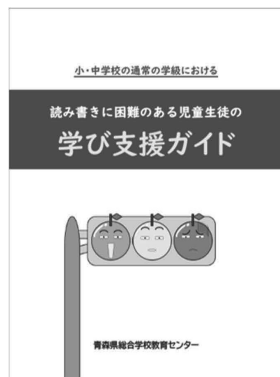 小・中学校の通常の学級における
読み書きに困難のある児童生徒の
学び支援ガイド
青森県総合学校教育センター